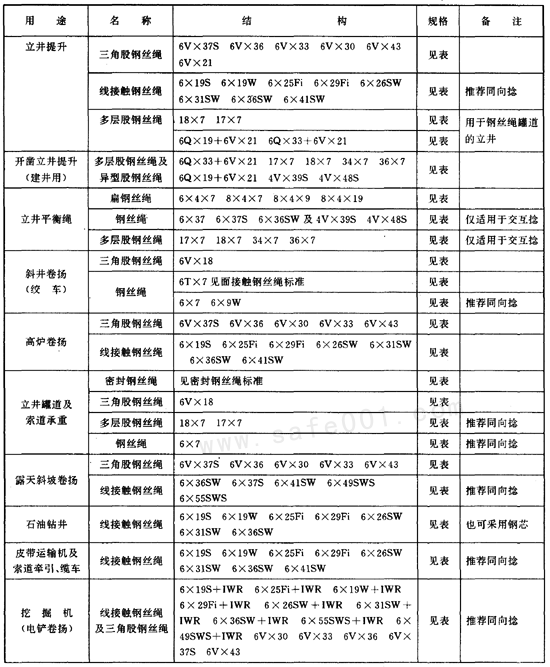 用 途 名 称 结 构 规格 备 注
立井提升 三角股钢丝绳 6V×37S 6V×36 6V×33 6V×30 6V×43 见表
6V×21
线接触钢丝绳 6×19S 6×19W 6×25Fi 6×29Fi 6×26SW 见表 推荐同向捻
6×31SW 6×36SW 6×41SW
多层股钢丝绳 18×7 17×7 见表 用于钢丝绳罐道
的立井
6Q×19+6V×21 6Q×33+6V×21 见表
开凿立井提升 多层股钢丝绳及 6Q×33+6V×21 17×7 18×7 34×7 36×7 见表
(建井用) 异型股钢丝绳 6Q×19+6V×21 4V×39S 4V×48S
立井平衡绳 扁钢丝绳 6×4×7 8×4×7 8×4×9 8×4×19 见表
钢丝绳 6×37 6×37S 6×36SW及4V×39S 4V×48S 见表 仅适用于交互捻
多层股钢丝绳 17×7 18×7 34×7 36×7 见表 仅适用于交互捻
斜井卷扬 三角股钢丝绳 6V×18 见表
(绞 车) 钢丝绳 6T×7见面接触钢丝绳标准 见表
6×7 6×9W 见表 推荐同向捻
高炉卷扬 三角股钢丝绳 6V×37S 6V×36 6V×30 6V×33 6V×43 见表
线接触钢丝绳 6×19S 6×25Fi 6×29Fi 6×26SW 6×31SW 见表
6×36SW 6×41SW
立井罐道及 密封钢丝绳 见密封钢丝绳标准 见表
索道承重 三角股钢丝绳 6V×18 见表
多层股钢丝绳 18×7 17×7 见表 推荐同向捻
钢丝绳 6×7 见表 推荐同向捻
www.safe001.com
露天斜坡卷扬 三角股钢丝绳 6V×37S 6V×36 6V×30 6V×33 6V×43 见表
线接触钢丝绳 6×36SW 6×37S 6×41SW 6×49SWS 见表 推荐同向捻
6×55SWS
石油钻井 线接触钢丝绳 6×19S 6×19W 6×25Fi 6×29Fi 6×26SW 见表 也可采用钢芯
6×31SW 6×36SW
皮带运输机及 线接触钢丝绳 6×19S 6×19W 6×25Fi 6×29Fi 6×26SW 见表 推荐同向捻
索道牵引、缆车 6×31SW 6×36SW 6×41SW
挖 掘 机 线接触钢丝绳 6×19S+IWR 6×25Fi+IWR 6×19W+IWR 见表 推荐同向捻
(电铲卷扬) 及三角股钢丝绳 6×29Fi+IWR 6×26SW+IWR 6×31SW+
IWR 6×36SW+IWR 6×55SWS+IWR 6×
49SWS+IWR 6V×30 6V×33 6V×36 6V×
37S 6V×43